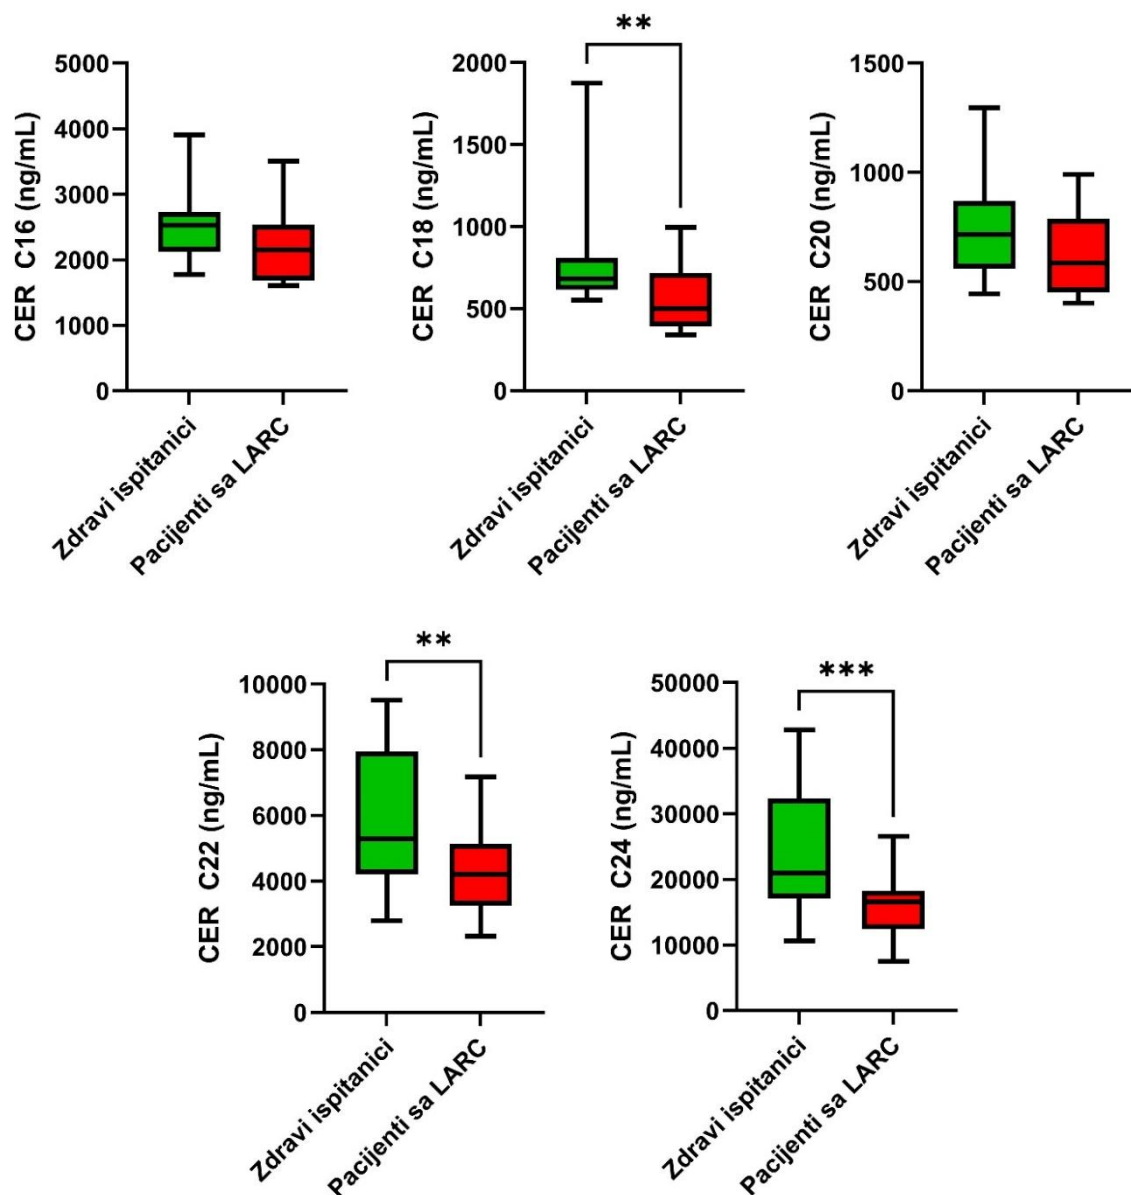 CER C16 (ng/mL)
5000
4000
3000
2000
1000
0
Zdravi ispitanici
Pacijenti sa LARC
**
CER C18 (ng/mL)
2000
1500
1000
500
0
Zdravi ispitanici
Pacijenti sa LARC
CER C20 (ng/mL)
1500
1000
500
0
Zdravi ispitanici
Pacijenti sa LARC
**
CER C22 (ng/mL)
10000
8000
6000
4000
2000
0
Zdravi ispitanici
Pacijenti sa LARC
***
CER C24 (ng/mL)
50000
40000
30000
20000
10000
0
Zdravi ispitanici
Pacijenti sa LARC